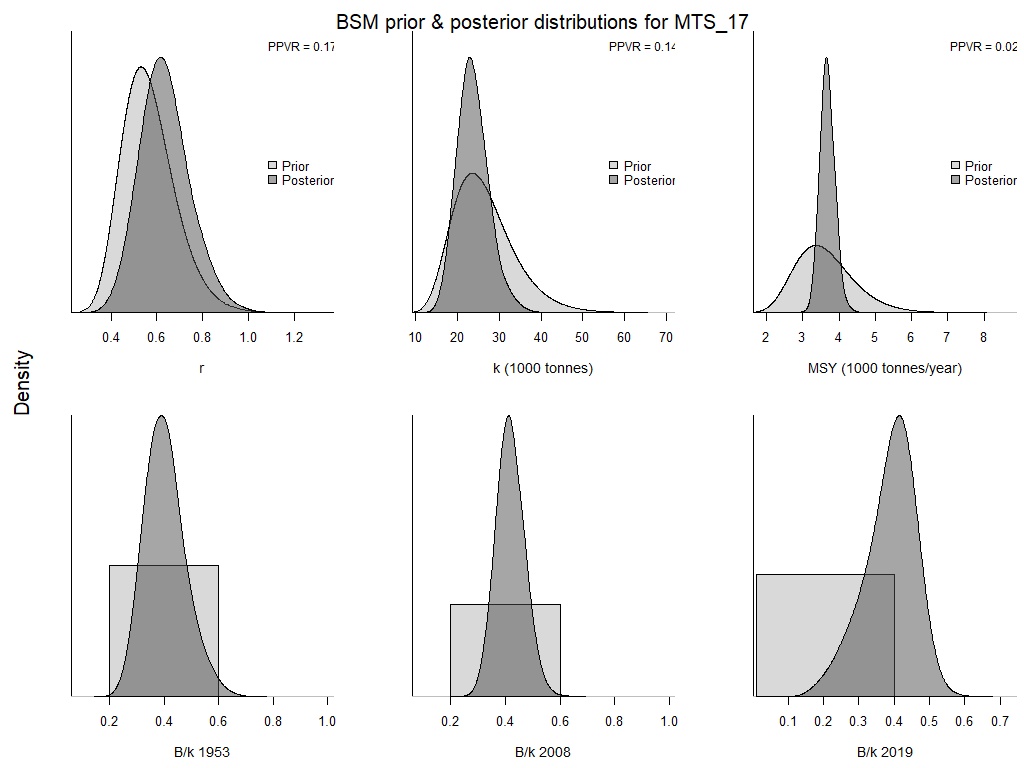 BSM prior & posterior distributions for MTS_17
PPVR = 0.17
Prior
Posterior
0.4 0.6 0.8 1.0 1.2
r
PPVR = 0.14
Prior
Posterior
10 20 30 40 50 60 70
k (1000 tonnes)
PPVR = 0.02
Prior
Posterior
2 3 4 5 6 7 8
MSY (1000 tonnes/year)
Density
0.2 0.4 0.6 0.8 1.0
B/k 1953
0.2 0.4 0.6 0.8 1.0
B/k 2008
0.1 0.2 0.3 0.4 0.5 0.6 0.7
B/k 2019